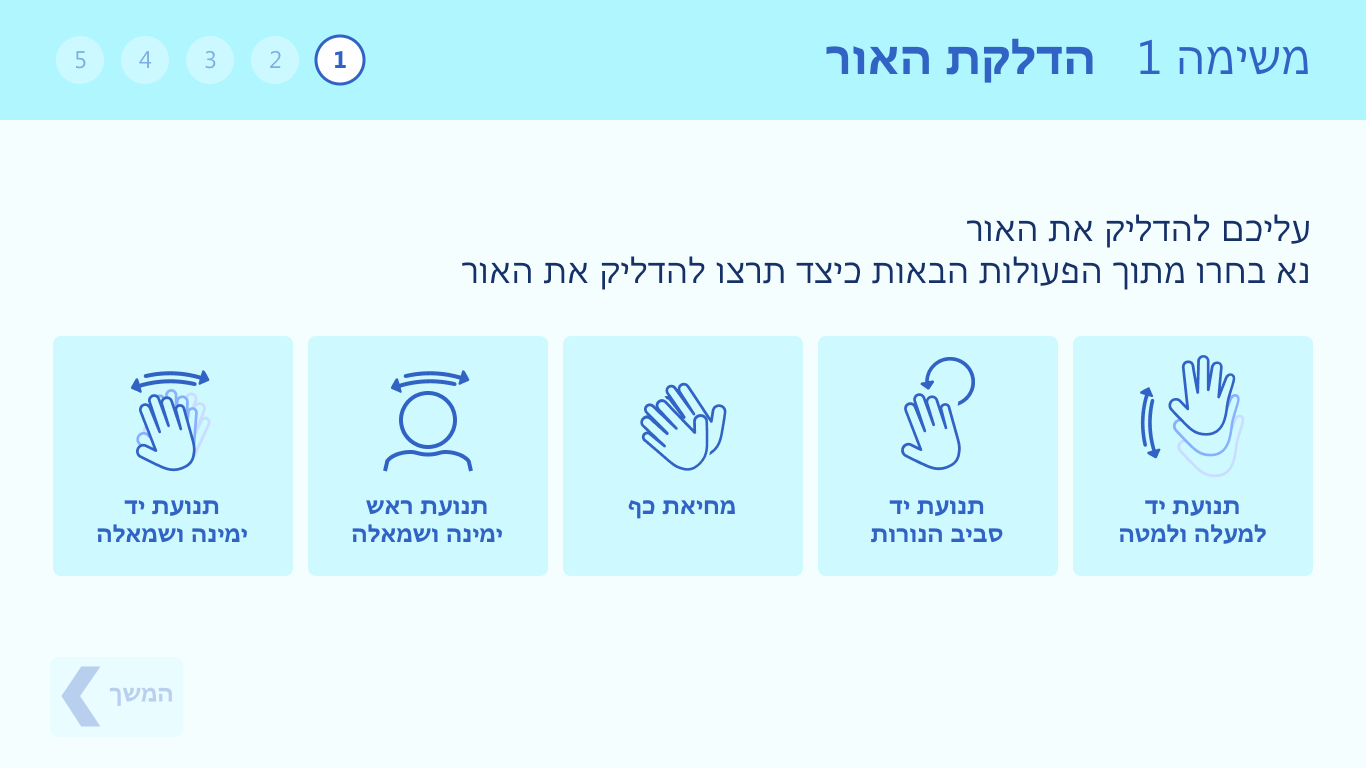 משימה 1 הדלקת האור
1 2 3 4 5
עליכם להדליק את האור
נא בחרו מתוך הפעולות הבאות כיצד תרצו להדליק את האור
תנועת יד
למעלה ולמטה
תנועת יד
סביב הנורות
מחיאת כף
תנועת ראש
ימינה ושמאלה
תנועת יד
ימינה ושמאלה
המשך